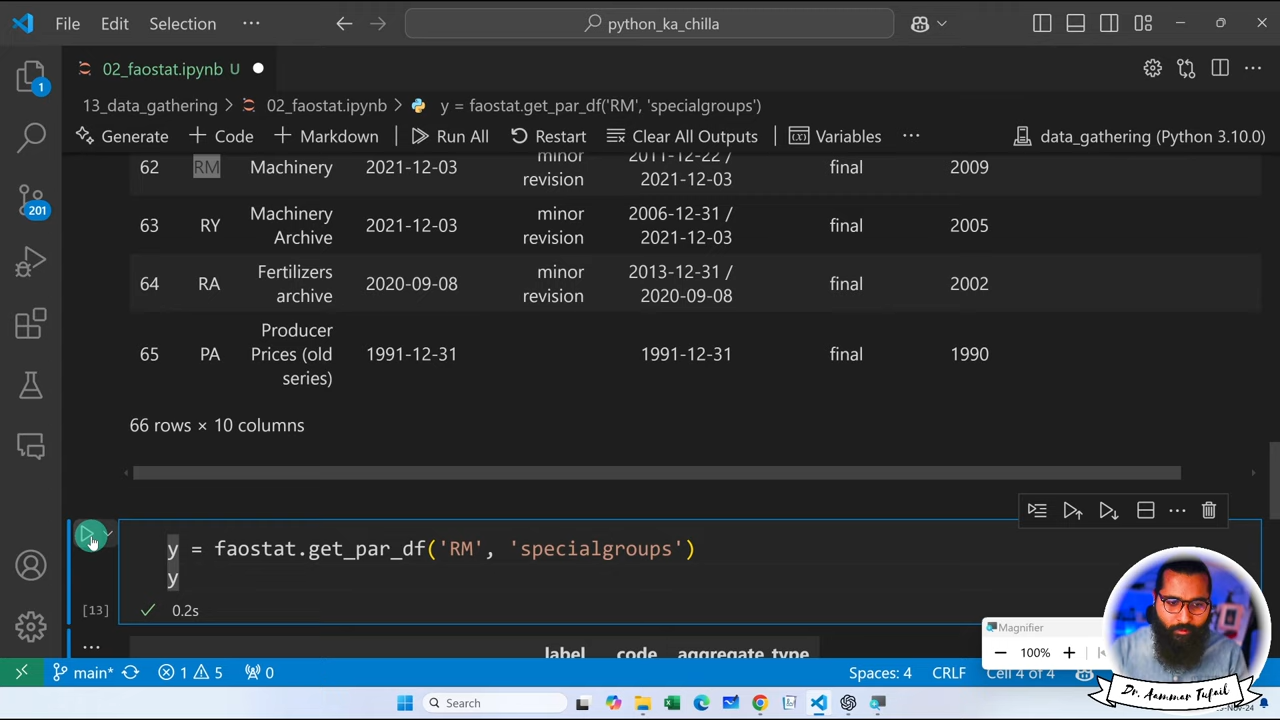 File Edit Selection ··· python_ka_chilla
02_faostat.ipynb U
13_data_gathering > 02_faostat.ipynb > y = faostat.get_par_df('RM', 'specialgroups')
Generate + Code + Markdown Run All Restart Clear All Outputs Variables ··· data_gathering (Python 3.10.0)
62 RM Machinery 2021-12-03 minor revision 2011-12-22 / 2021-12-03 final 2009
63 RY Machinery Archive 2021-12-03 minor revision 2006-12-31 / 2021-12-03 final 2005
64 RA Fertilizers archive 2020-09-08 minor revision 2013-12-31 / 2020-09-08 final 2002
65 PA Producer Prices (old series) 1991-12-31 1991-12-31 final 1990
66 rows × 10 columns
y = faostat.get_par_df('RM', 'specialgroups')
y
[13] 0.2s
label code aggregate_type
Magnifier
100%
1
201
main* 1 5 0 Spaces: 4 CRLF Cell 4 of 4
Search
Dr. Aammar Tufail
Nov-24